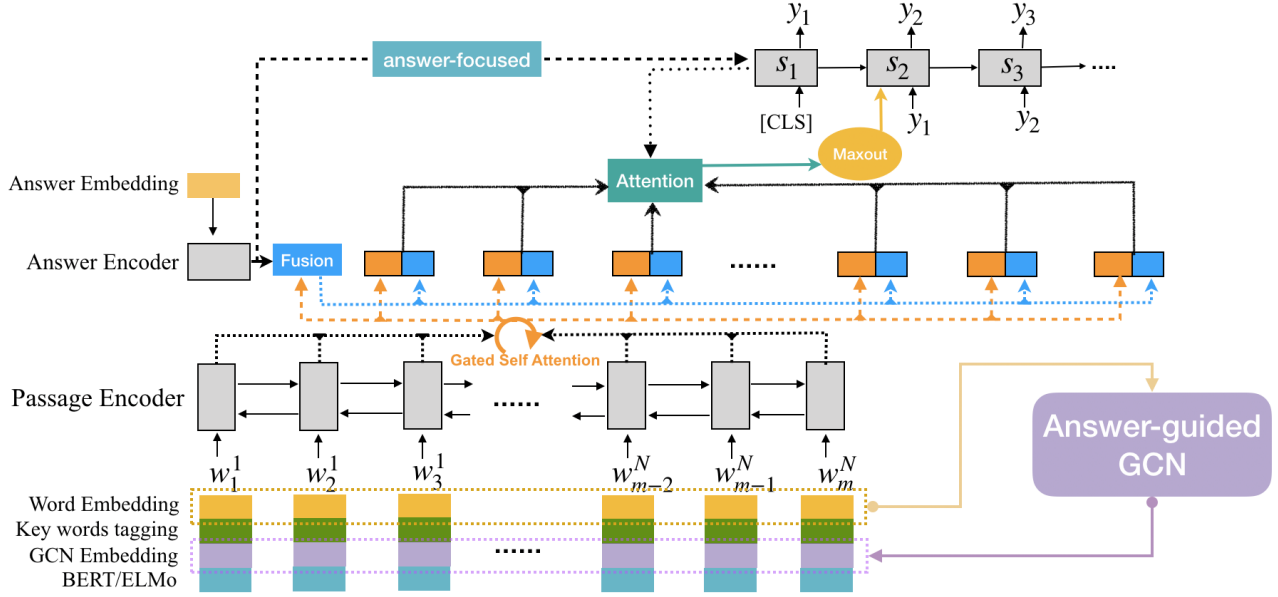 y₁ y₂ y₃
answer-focused
s₁ s₂ s₃ ....
[CLS] y₁ y₂
Maxout
Answer Embedding
Attention
Answer Encoder
Fusion
......
Gated Self Attention
Passage Encoder
......
Answer-guided
GCN
w₁¹ w₂¹ w₃¹ wₘ₋₂ᴺ wₘ₋₁ᴺ wₘᴺ
Word Embedding
Key words tagging
GCN Embedding
......
BERT/ELMo